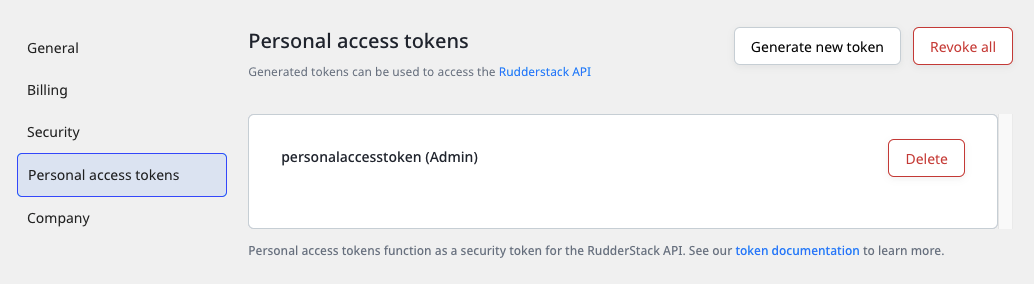 General
Billing
Security
Personal access tokens
Company
Personal access tokens
Generated tokens can be used to access the Rudderstack API
Generate new token
Revoke all
personalaccesstoken (Admin)
Delete
Personal access tokens function as a security token for the RudderStack API. See our token documentation to learn more.